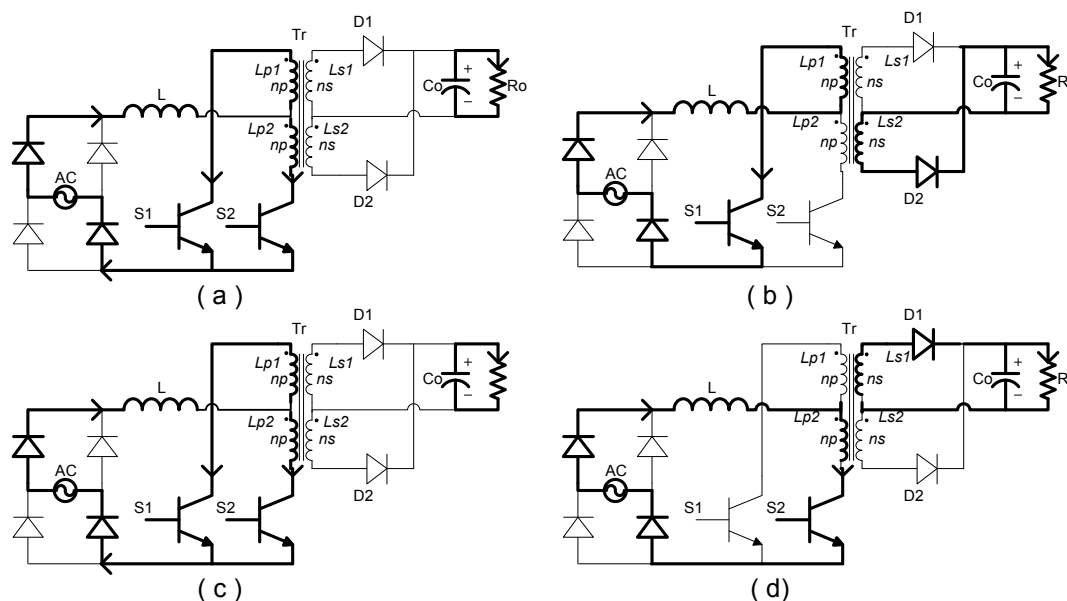 D1
Tr
Lp1
Ls1
np
ns
Co
+
−
Ro
L
Lp2
Ls2
np
ns
AC
D2
S1
S2
( a )
D1
Tr
Lp1
Ls1
np
ns
Co
+
−
R
L
Lp2
Ls2
np
ns
AC
D2
S1
S2
( b )
D1
Tr
Lp1
Ls1
np
ns
Co
+
−
L
Lp2
Ls2
np
ns
AC
D2
S1
S2
( c )
D1
Tr
Lp1
Ls1
np
ns
Co
+
−
R
L
Lp2
Ls2
np
ns
AC
D2
S1
S2
( d )